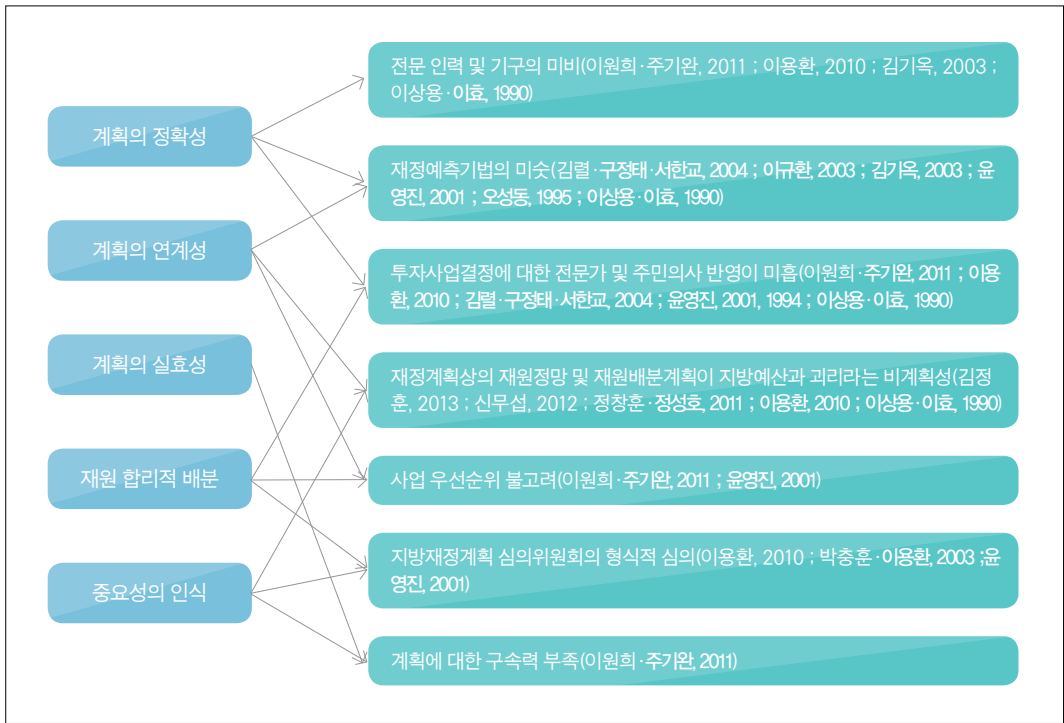 계획의 정확성
계획의 연계성
계획의 실효성
재원 합리적 배분
중요성의 인식
전문 인력 및 기구의 미비(이원희·주기완, 2011 ; 이용환, 2010 ; 김기옥, 2003 ;
이상용·이효, 1990)
재정예측기법의 미숫(김렬·구정태·서한교, 2004 ; 이규환, 2003 ; 김기옥, 2003 ; 윤
영진, 2001 ; 오성동, 1995 ; 이상용·이효, 1990)
투자사업결정에 대한 전문가 및 주민의사 반영이 미흡(이원희·주기완, 2011 ; 이용
환, 2010 ; 김렬·구정태·서한교, 2004 ; 윤영진, 2001, 1994 ; 이상용·이효, 1990)
재정계획상의 재원정망 및 재원배분계획이 지방예산과 괴리라는 비계획성(김정
훈, 2013 ; 신무섭, 2012 ; 정창훈·정성호, 2011 ; 이용환, 2010 ; 이상용·이효, 1990)
사업 우선순위 불고려(이원희·주기완, 2011 ; 윤영진, 2001)
지방재정계획 심의위원회의 형식적 심의(이용환, 2010 ; 박충훈·이용환, 2003 ;윤
영진, 2001)
계획에 대한 구속력 부족(이원희·주기완, 2011)